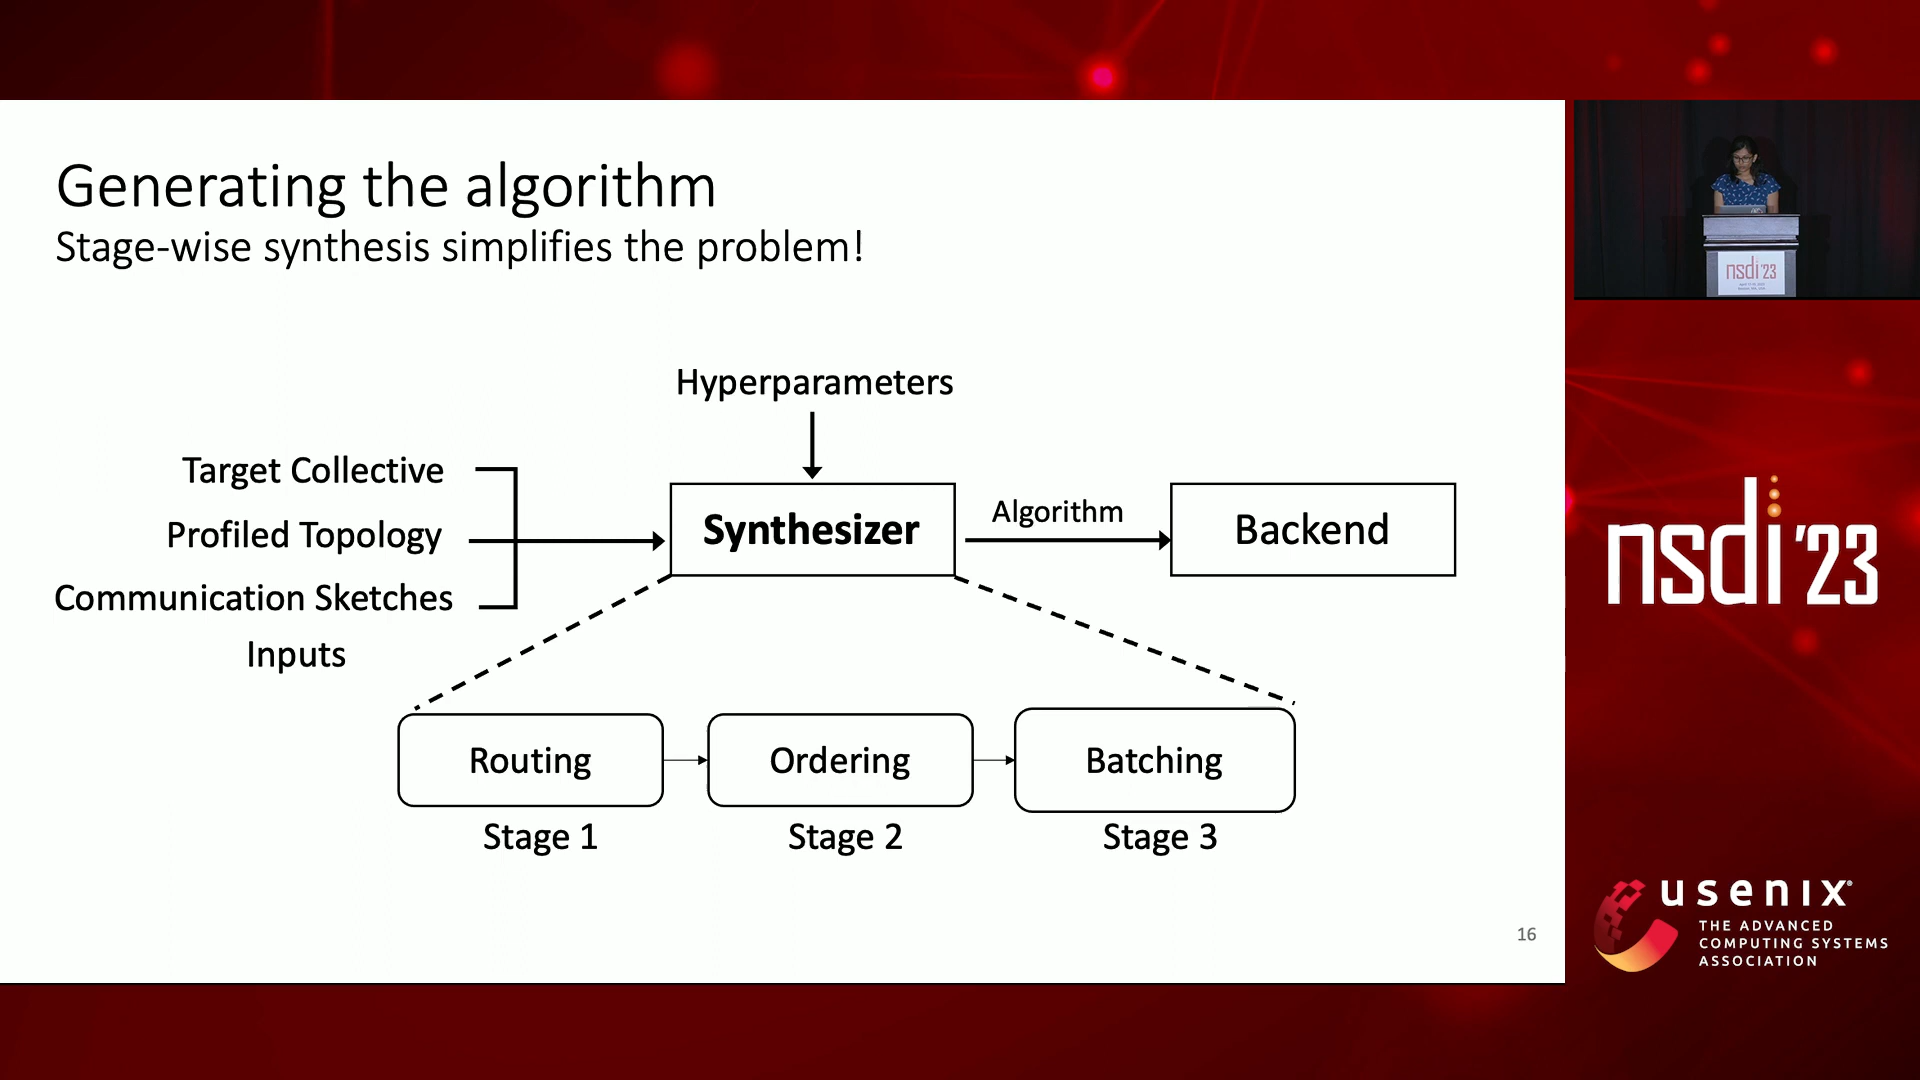 Generating the algorithm
Stage-wise synthesis simplifies the problem!
Hyperparameters
Target Collective
Profiled Topology
Communication Sketches
Inputs
Synthesizer
Algorithm
Backend
Routing
Ordering
Batching
Stage 1
Stage 2
Stage 3
16
nsdi '23
nsdi '23
usenix
THE ADVANCED
COMPUTING SYSTEMS
ASSOCIATION